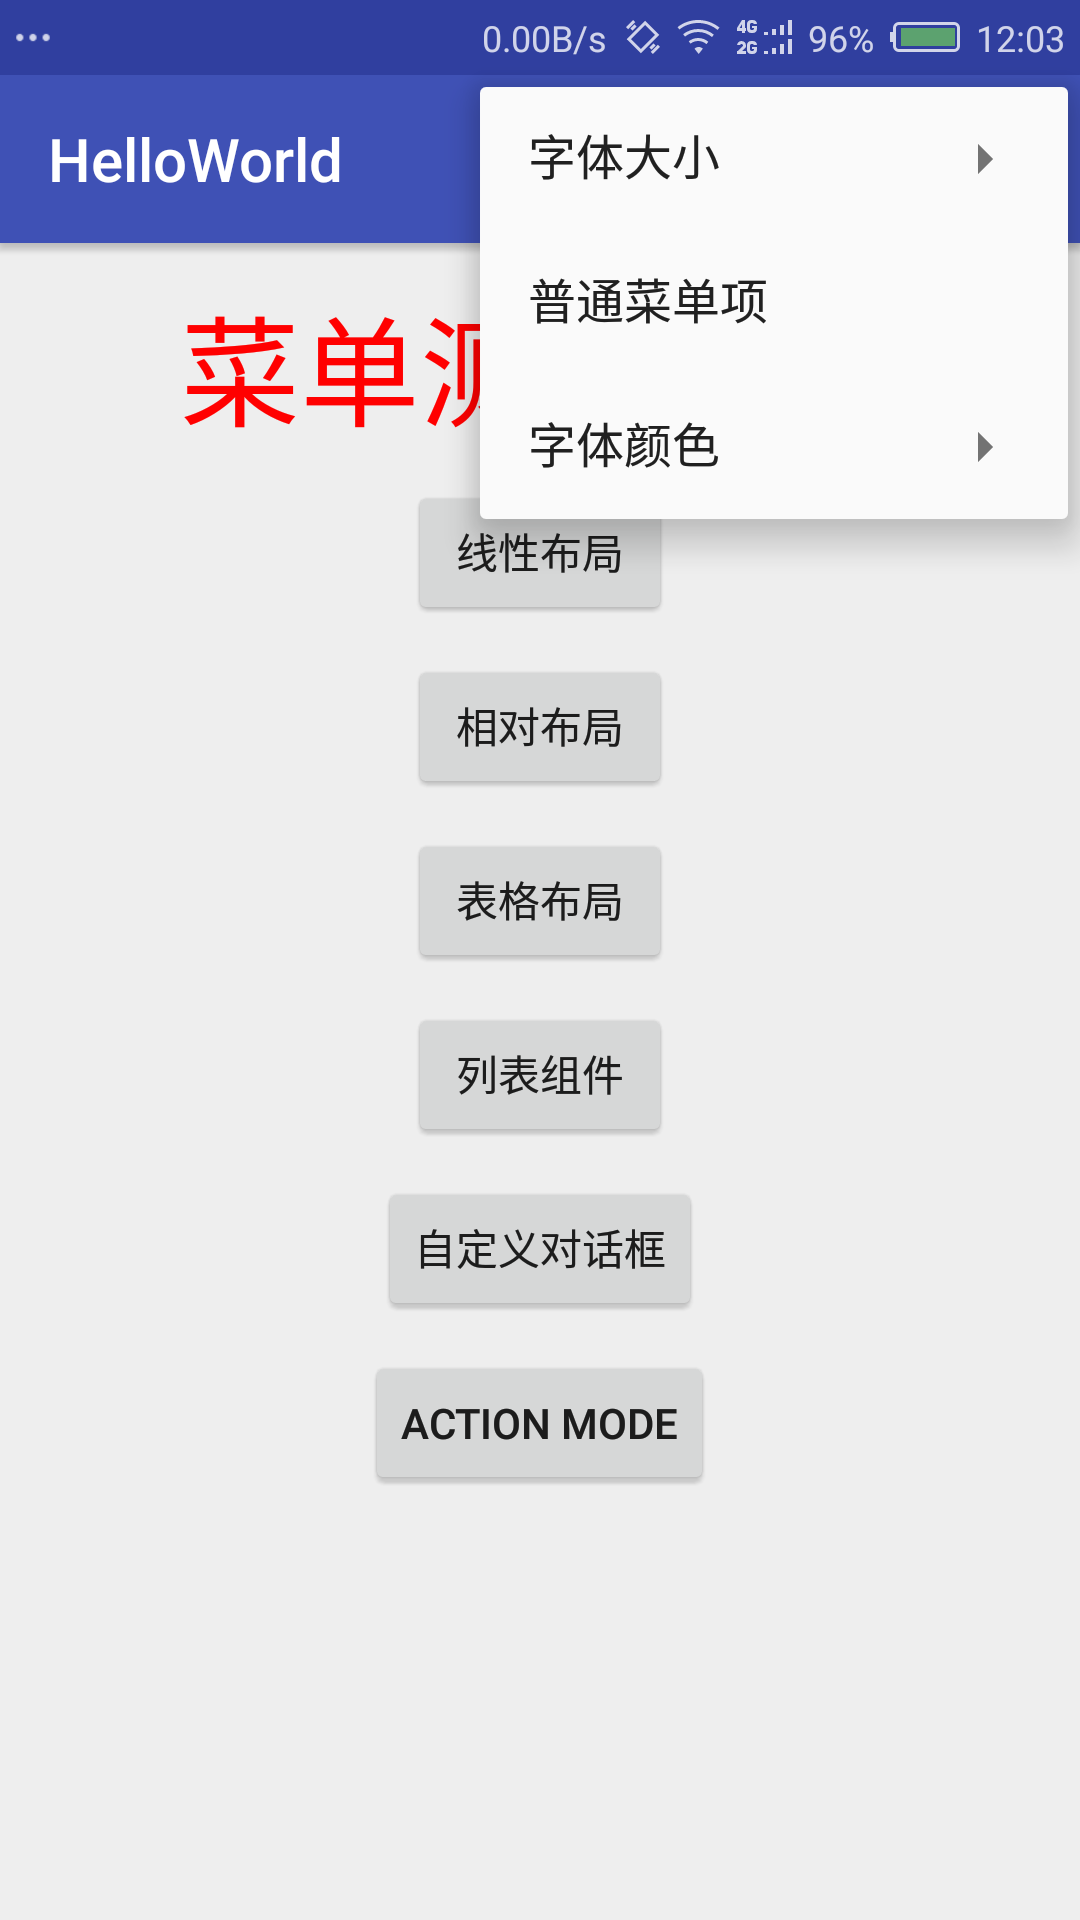 0.00B/s 4G 2G 96% 12:03
HelloWorld
字体大小
普通菜单项
字体颜色
菜单
线性布局
相对布局
表格布局
列表组件
自定义对话框
ACTION MODE